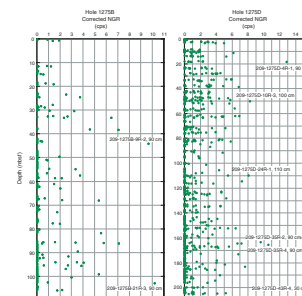 Hole 1275B
Corrected NGR
(cps)
0 1 2 3 4 5 6 7 8 9 10 11
Depth (mbsf)
0
10
20
30
40
50
60
70
80
90
100
209-1275B-9R-2, 90 cm
209-1275B-21R-3, 90 cm
Hole 1275D
Corrected NGR
(cps)
0 2 4 6 8 10 12 14
0
20
40
60
80
100
120
140
160
180
200
209-1275D-4R-1, 90
209-1275D-10R-3, 100 cm
209-1275D-24R-1, 110 cm
209-1275D-35R-2, 90 cm
209-1275D-43R-4, 30